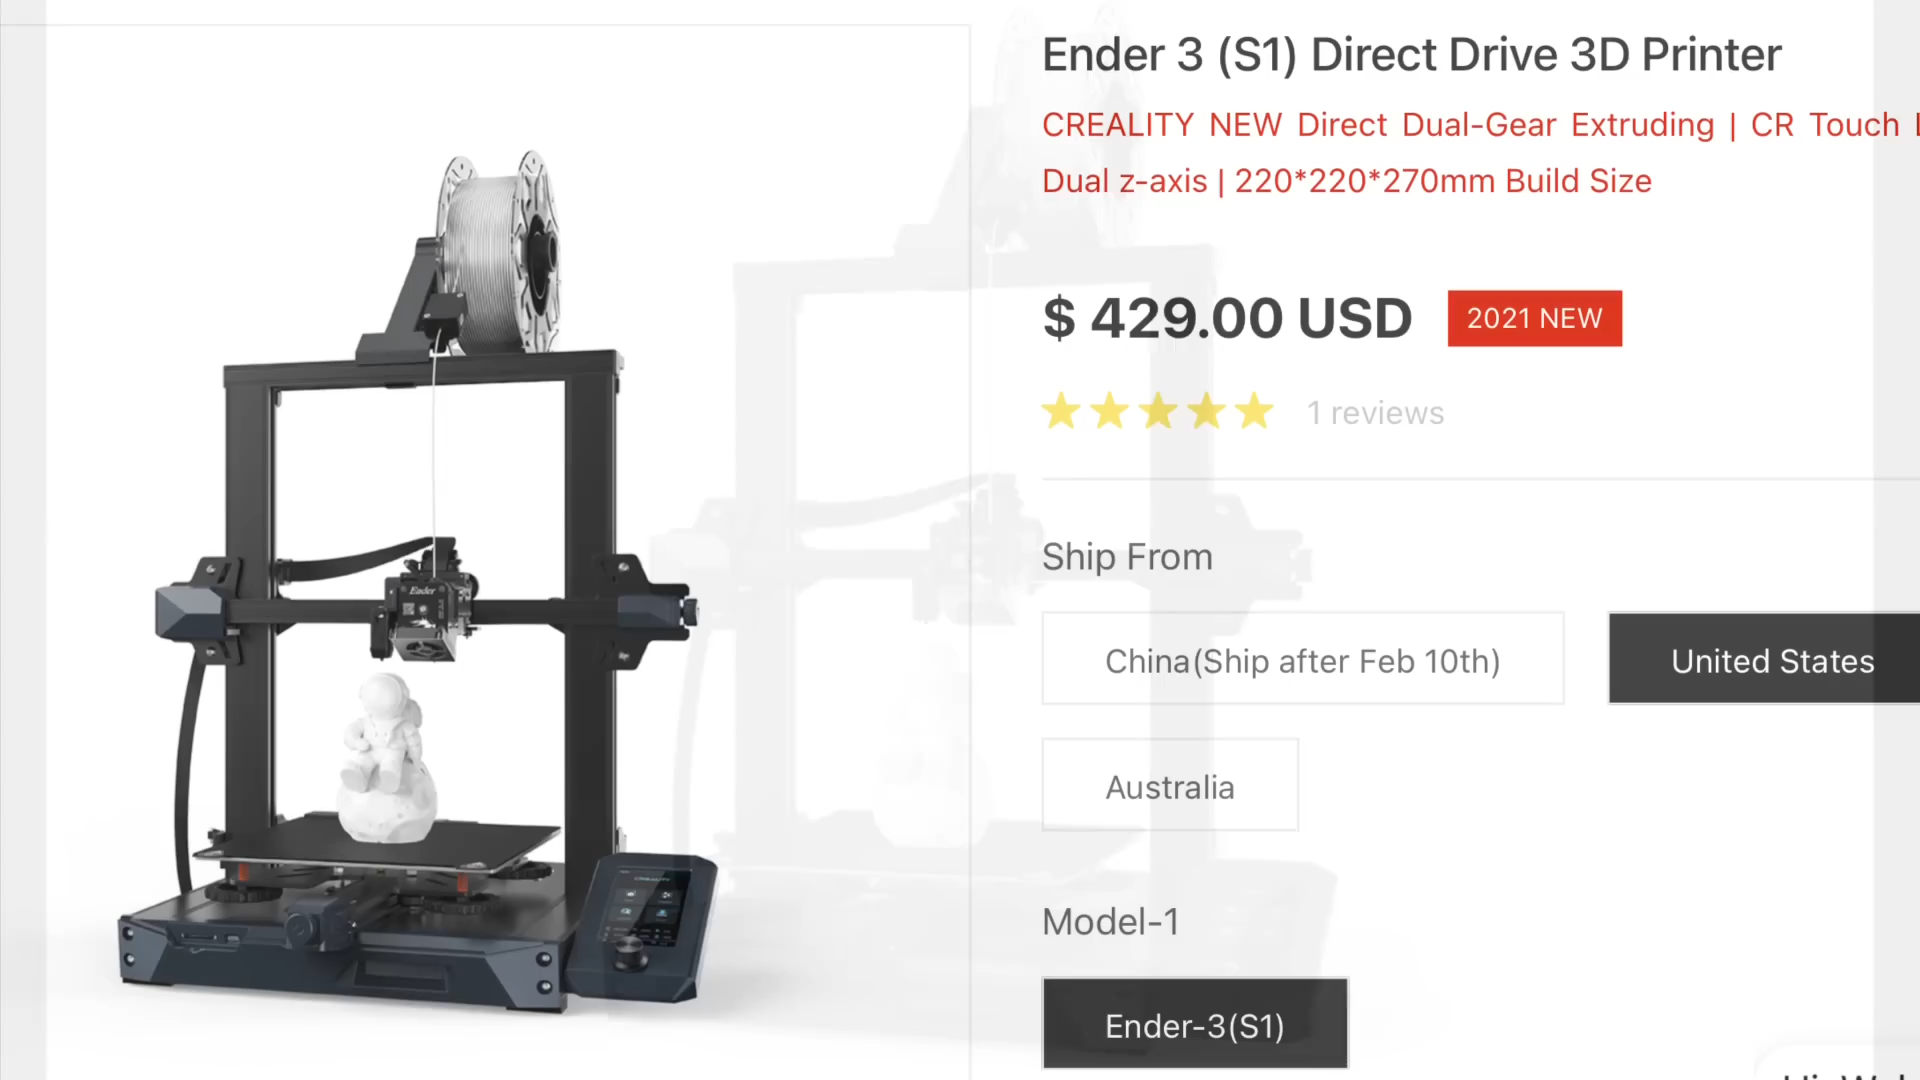 Ender 3 (S1) Direct Drive 3D Printer
CREALITY NEW Direct Dual-Gear Extruding | CR Touch
Dual z-axis | 220*220*270mm Build Size
$ 429.00 USD
2021 NEW
1 reviews
Ship From
China(Ship after Feb 10th)
United States
Australia
Model-1
Ender-3(S1)
Ender
CREALITY